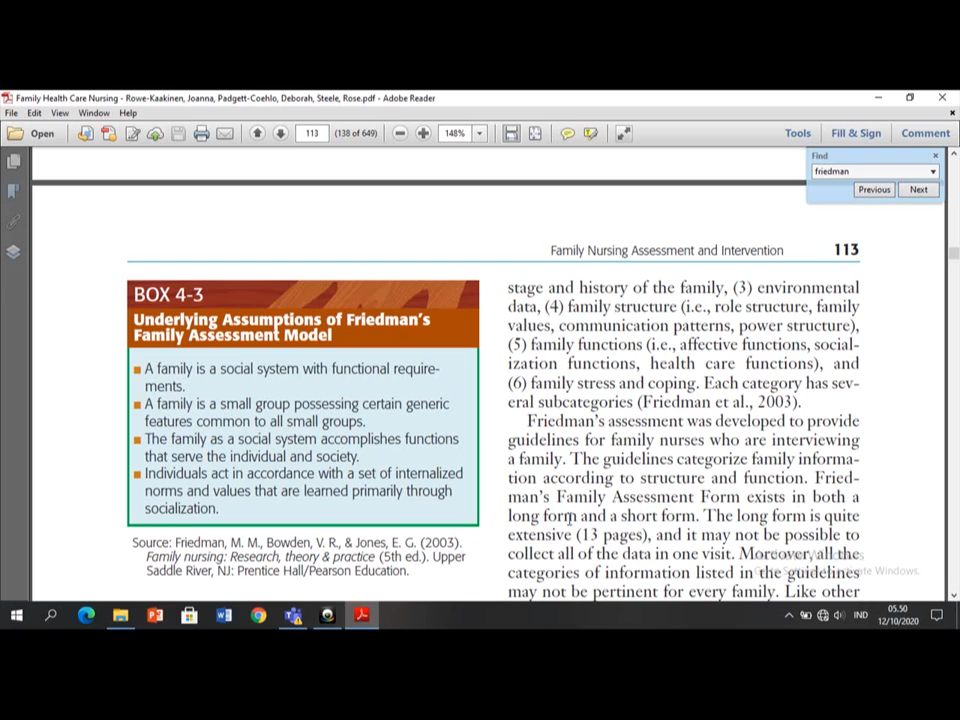 Family Health Care Nursing - Rowe-Kaakinen, Joanna, Padgett-Coehlo, Deborah, Steele, Rose.pdf - Adobe Reader
File Edit View Window Help
Open 113 (138 of 649) 148% Tools Fill & Sign Comment
Find
friedman
Previous Next
Family Nursing Assessment and Intervention 113
BOX 4-3
Underlying Assumptions of Friedman's
Family Assessment Model
A family is a social system with functional require-
ments.
A family is a small group possessing certain generic
features common to all small groups.
The family as a social system accomplishes functions
that serve the individual and society.
Individuals act in accordance with a set of internalized
norms and values that are learned primarily through
socialization.
Source: Friedman, M. M., Bowden, V. R., & Jones, E. G. (2003).
Family nursing: Research, theory & practice (5th ed.). Upper
Saddle River, NJ: Prentice Hall/Pearson Education.
stage and history of the family, (3) environmental
data, (4) family structure (i.e., role structure, family
values, communication patterns, power structure),
(5) family functions (i.e., affective functions, social-
ization functions, health care functions), and
(6) family stress and coping. Each category has sev-
eral subcategories (Friedman et al., 2003).
Friedman's assessment was developed to provide
guidelines for family nurses who are interviewing
a family. The guidelines categorize family informa-
tion according to structure and function. Fried-
man's Family Assessment Form exists in both a
long form and a short form. The long form is quite
extensive (13 pages), and it may not be possible to
collect all of the data in one visit. Moreover, all the
categories of information listed in the guidelines
may not be pertinent for every family. Like other
IND
05.50
12/10/2020